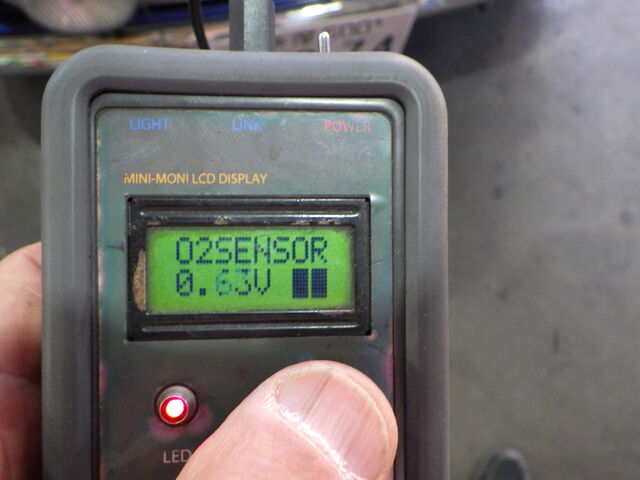 LIGHT LINK POWER
MINI-MONI LCD DISPLAY
O2SENSOR
0.63V
LED